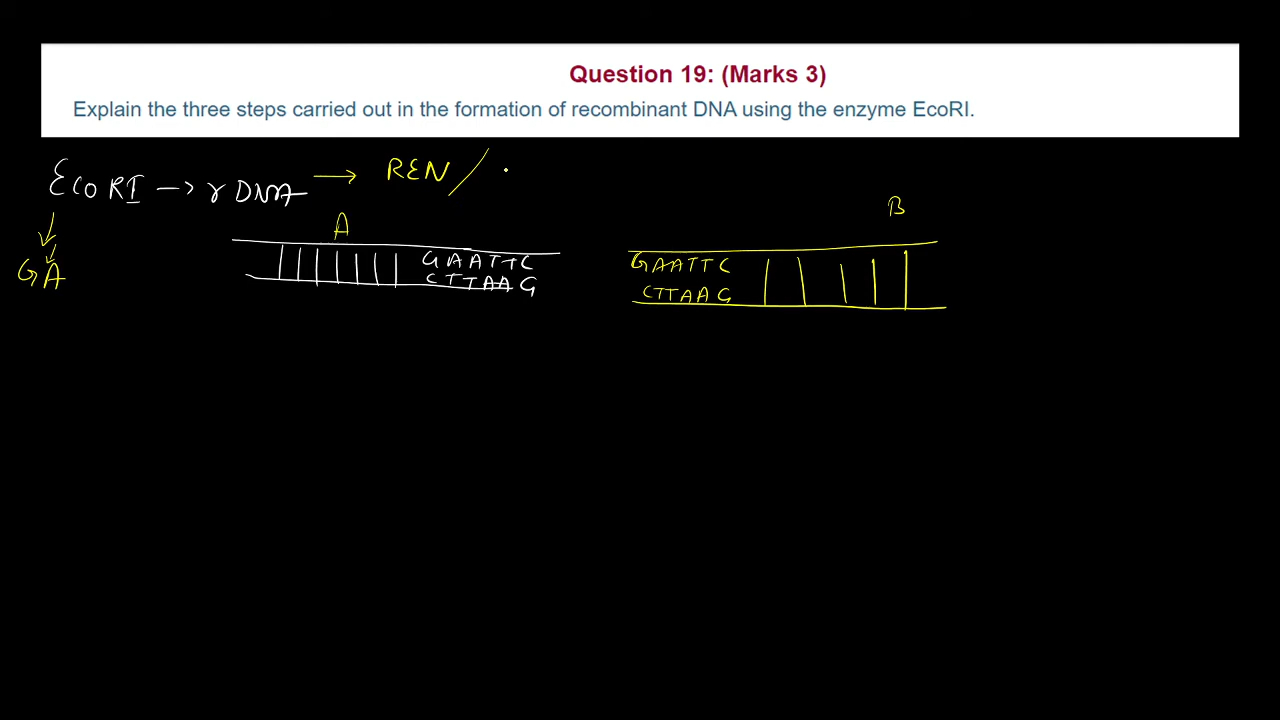 Question 19: (Marks 3)
Explain the three steps carried out in the formation of recombinant DNA using the enzyme EcoRI.
EcoRI → rDNA → REN /
A
B
GA
GAATTC
CTTAAG
GAATTC
CTTAAG